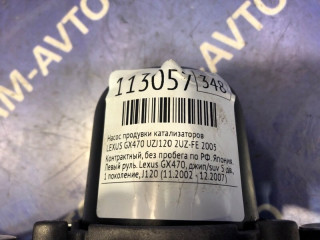 113057 348
Насос продувки катализаторов
LEXUS GX470 UZJ120 2UZ-FE 2005
Контрактный, без пробега по РФ. Япония.
Левый руль. Lexus GX470, джип/suv 5 дв.,
1 поколение, J120 (11.2002 - 12.2007)